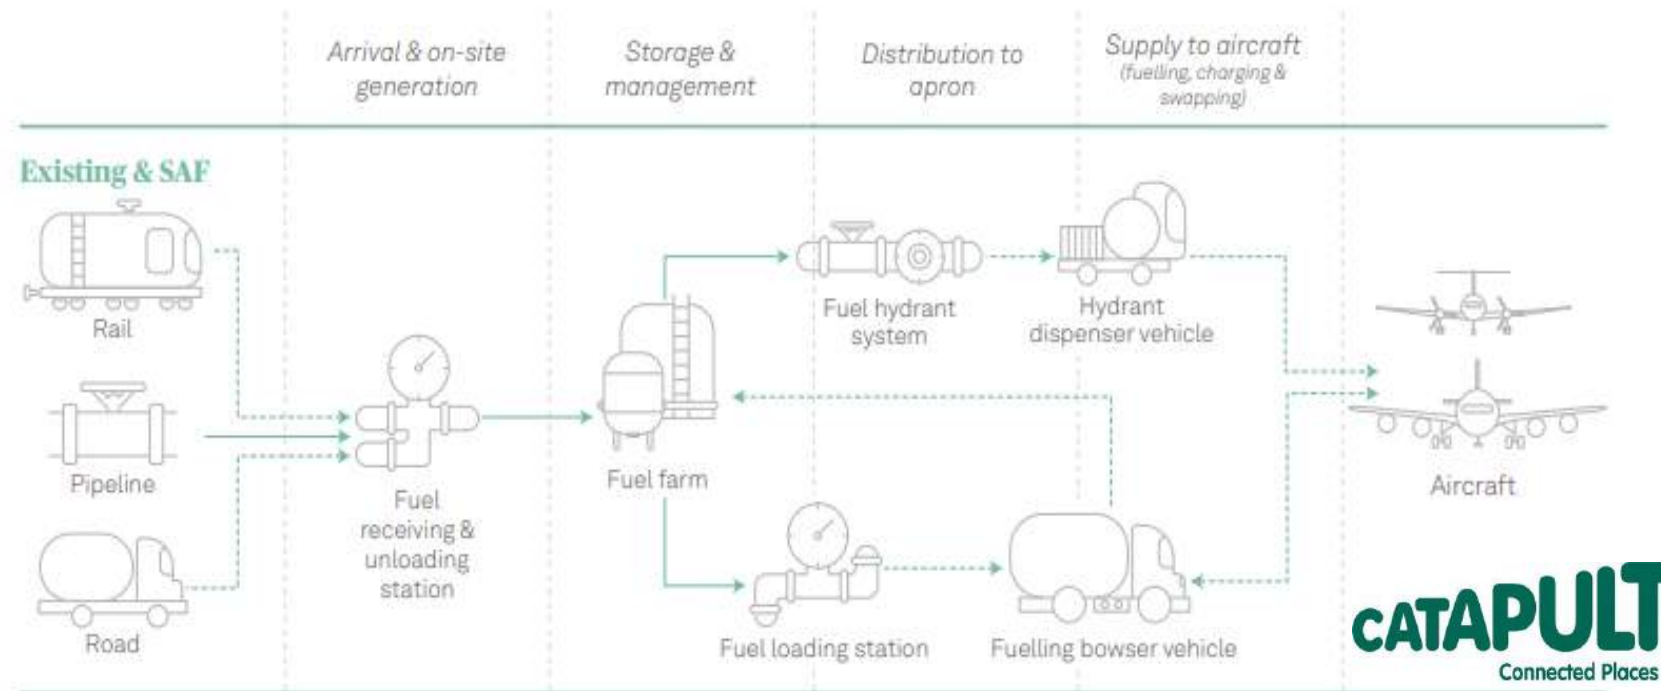 Arrival & on-site
generation
Storage &
management
Distribution to
apron
Supply to aircraft
(fuelling, charging &
swapping)
Existing & SAF
Rail
Pipeline
Road
Fuel
receiving &
unloading
station
Fuel farm
Fuel hydrant
system
Hydrant
dispenser vehicle
Fuel loading station
Fuelling bowser vehicle
Aircraft
CATAPULT
Connected Places